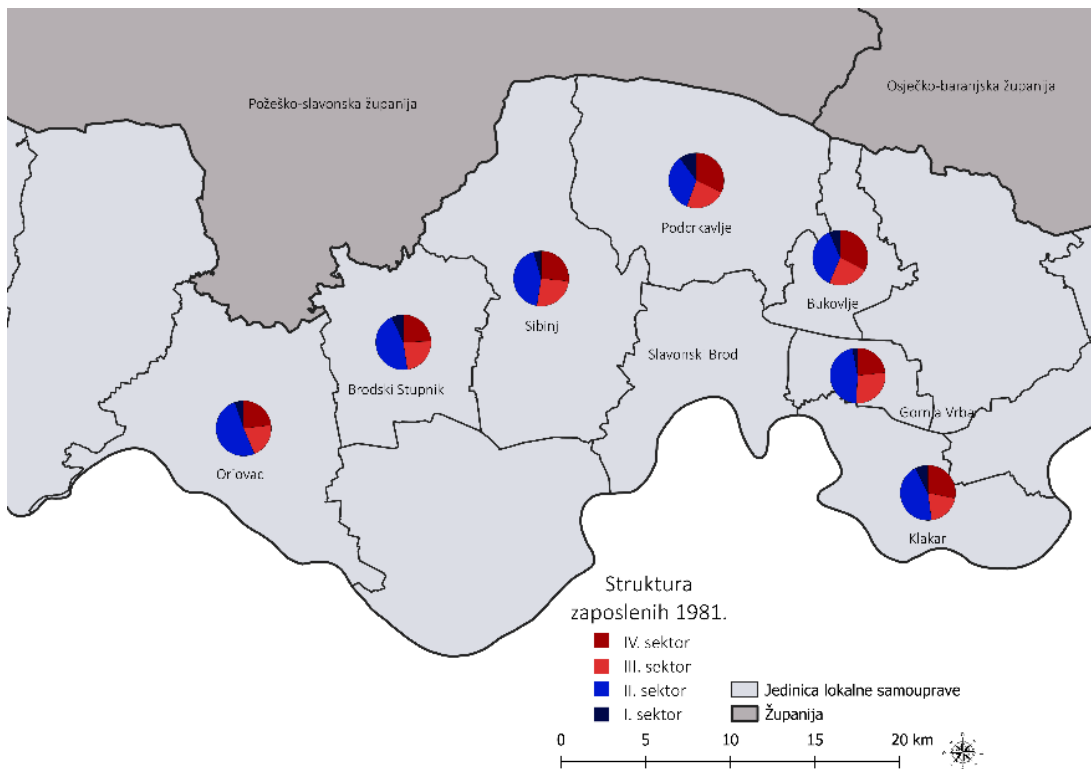 Požeško-slavonska županija
Osječko-baranjska županija
Podcrkavlje
Bukovlje
Sibinj
Slavonski Brod
Brodski Stupnik
Gornja Vrba
Oriovac
Klakar
Struktura
zaposlenih 1981.
IV. sektor
III. sektor
II. sektor
I. sektor
Jedinica lokalne samouprave
Županija
0 5 10 15 20 km